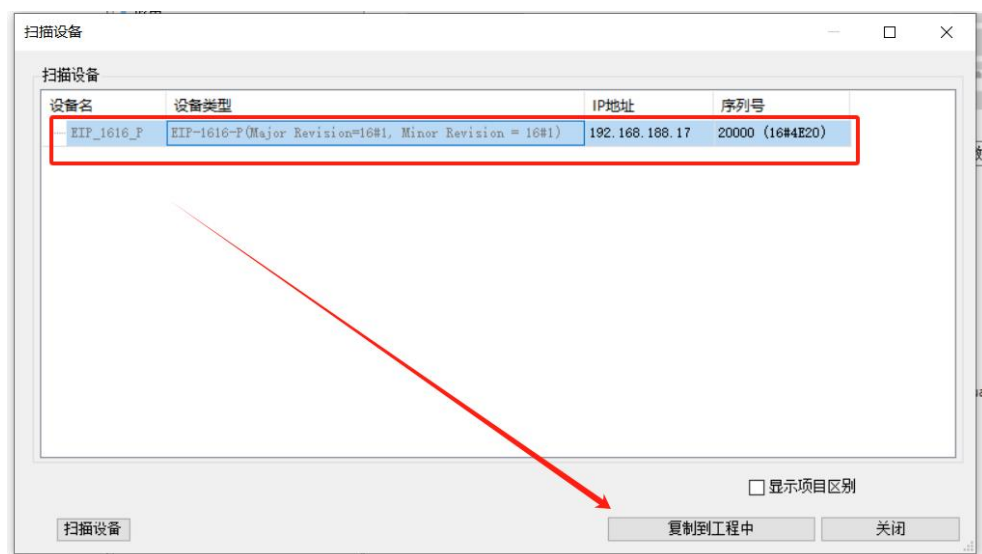 扫描设备
扫描设备
设备名 设备类型 IP地址 序列号
EIP_1616_P EIP-1616-P(Major Revision=16#1, Minor Revision = 16#1) 192.168.188.17 20000 (16#4E20)
显示项目区别
扫描设备 复制到工程中 关闭